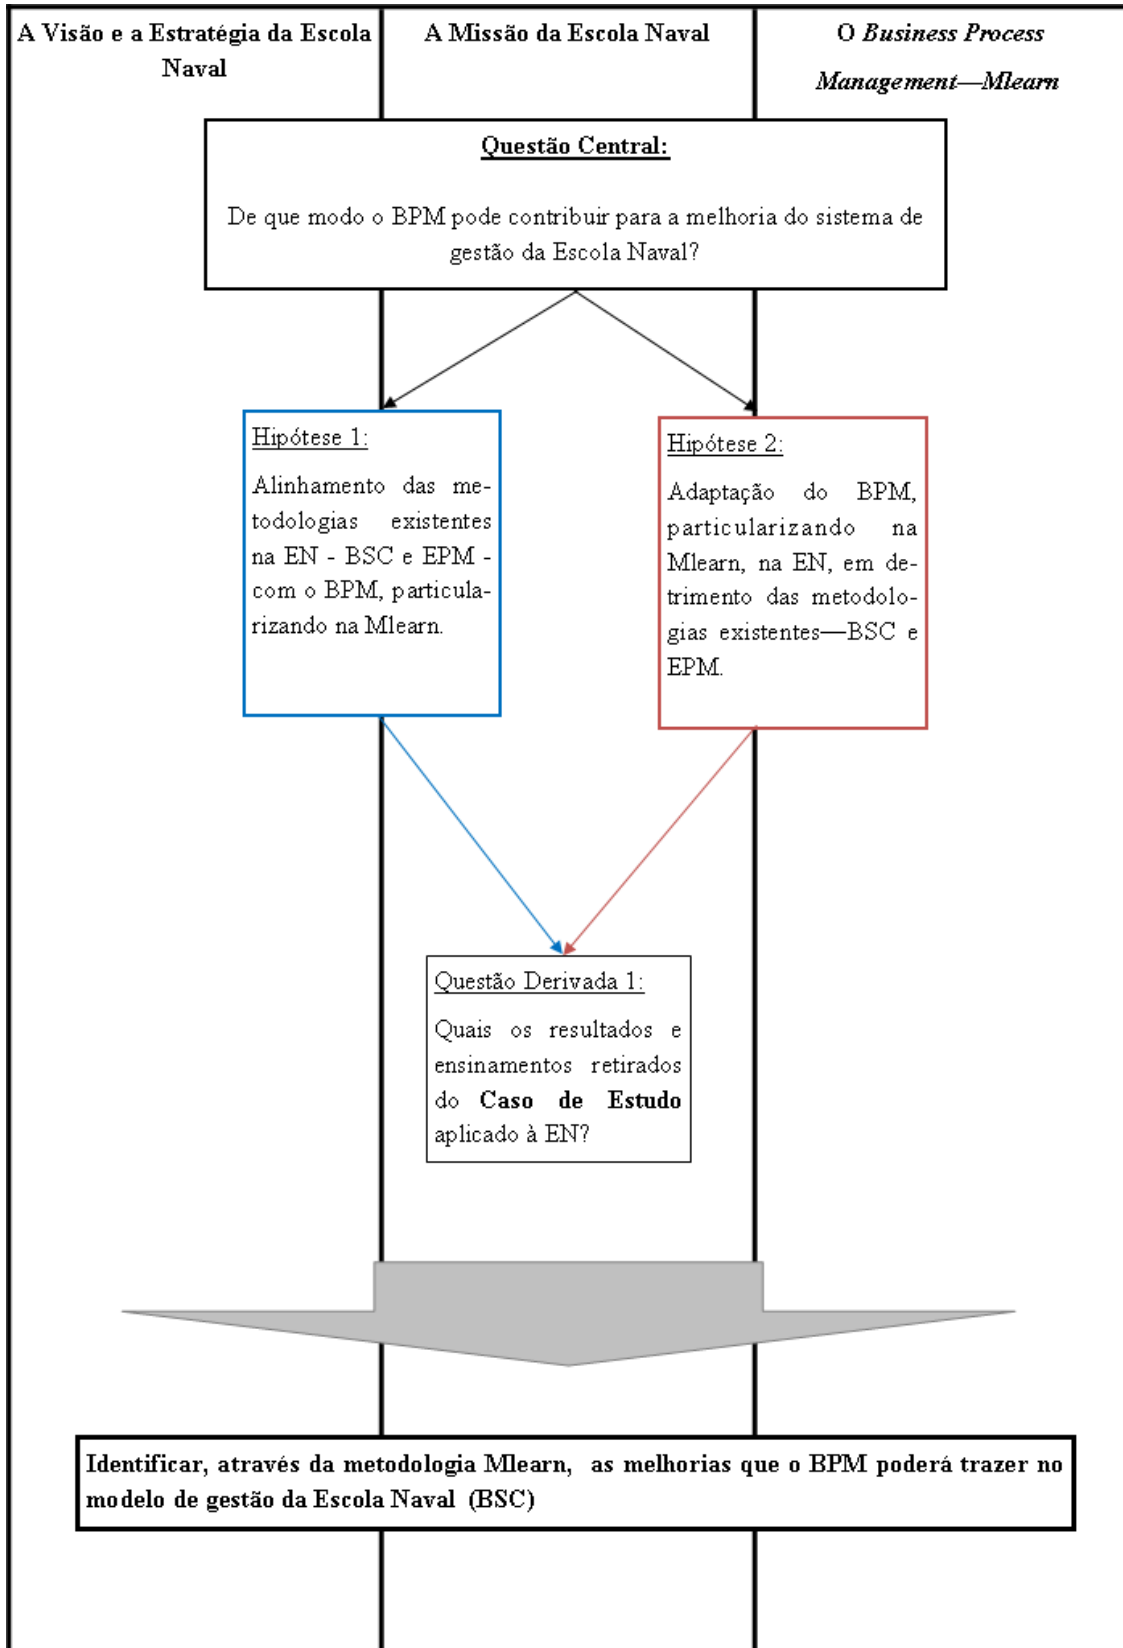 A Visão e a Estratégia da Escola
Naval
A Missão da Escola Naval
O Business Process
Management—Mlearn
Questão Central:
De que modo o BPM pode contribuir para a melhoria do sistema de
gestão da Escola Naval?
Hipótese 1:
Alinhamento das me-
todologias existentes
na EN - BSC e EPM -
com o BPM, particula-
rizando na Mlearn.
Hipótese 2:
Adaptação do BPM,
particularizando na
Mlearn, na EN, em de-
trimento das metodolo-
gias existentes—BSC e
EPM.
Questão Derivada 1:
Quais os resultados e
ensinamentos retirados
do Caso de Estudo
aplicado à EN?
Identificar, através da metodologia Mlearn, as melhorias que o BPM poderá trazer no
modelo de gestão da Escola Naval (BSC)